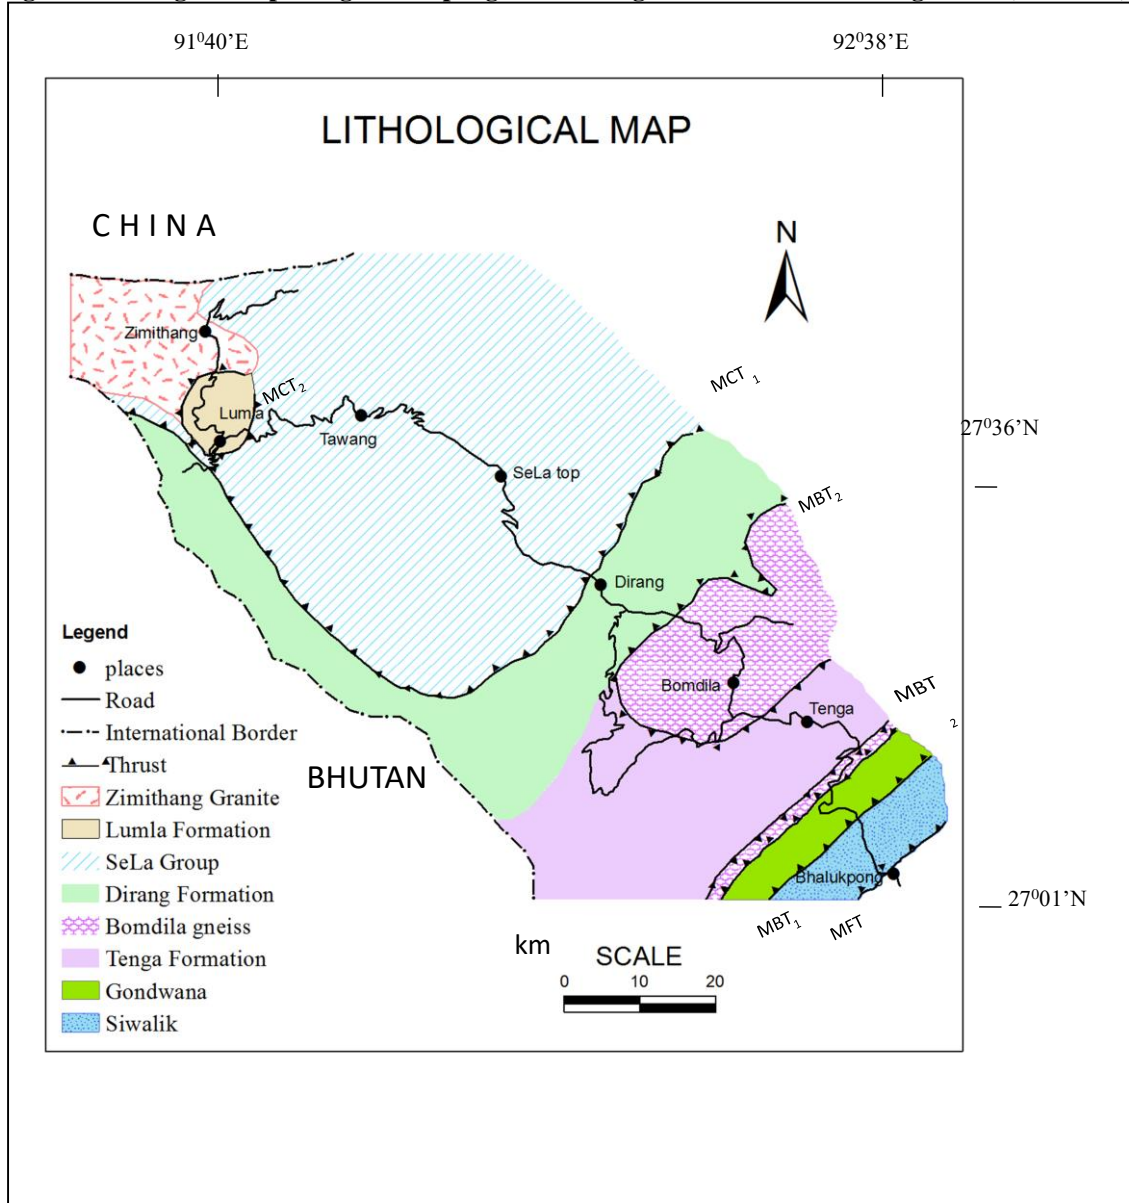 91⁰40’E
92⁰38’E
LITHOLOGICAL MAP
CHINA
N
Zimithang
MCT 1
Lumla
MCT2
27⁰36’N
Tawang
SeLa top
MBT2
Dirang
Legend
places
Road
International Border
Thrust
Zimithang Granite
Lumla Formation
SeLa Group
Dirang Formation
Bomdila gneiss
Tenga Formation
Gondwana
Siwalik
Bomdila
MBT
2
Tenga
BHUTAN
Bhalukpong
27⁰01’N
MBT1
MFT
km
SCALE
0 10 20